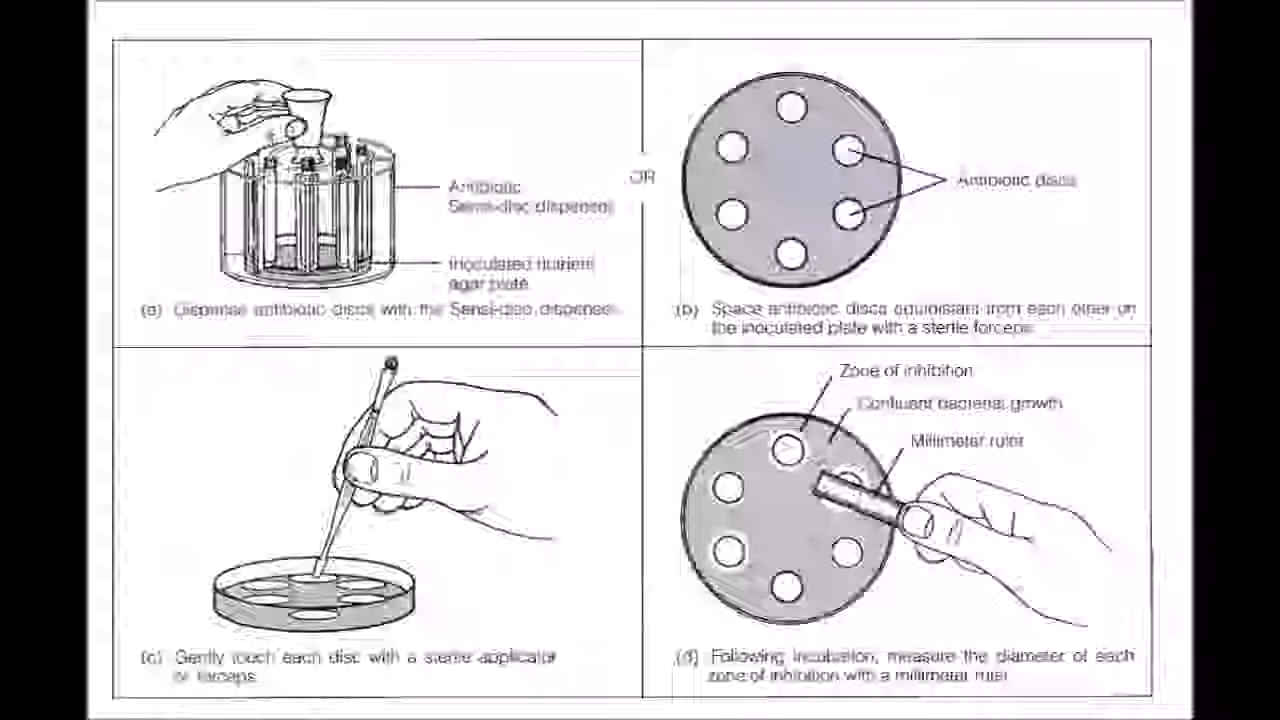 Antibiotic
Sensi-disc dispenser
Inoculated nutrient
agar plate
(a) Dispense antibiotic discs with the Sensi-disc dispenser.
OR
Antibiotic discs
(b) Space antibiotic discs equidistant from each other on
the inoculated plate with a sterile forceps.
(c) Gently touch each disc with a sterile applicator
or forceps.
Zone of inhibition
Confluent bacterial growth
Millimeter ruler
(d) Following incubation, measure the diameter of each
zone of inhibition with a millimeter ruler.